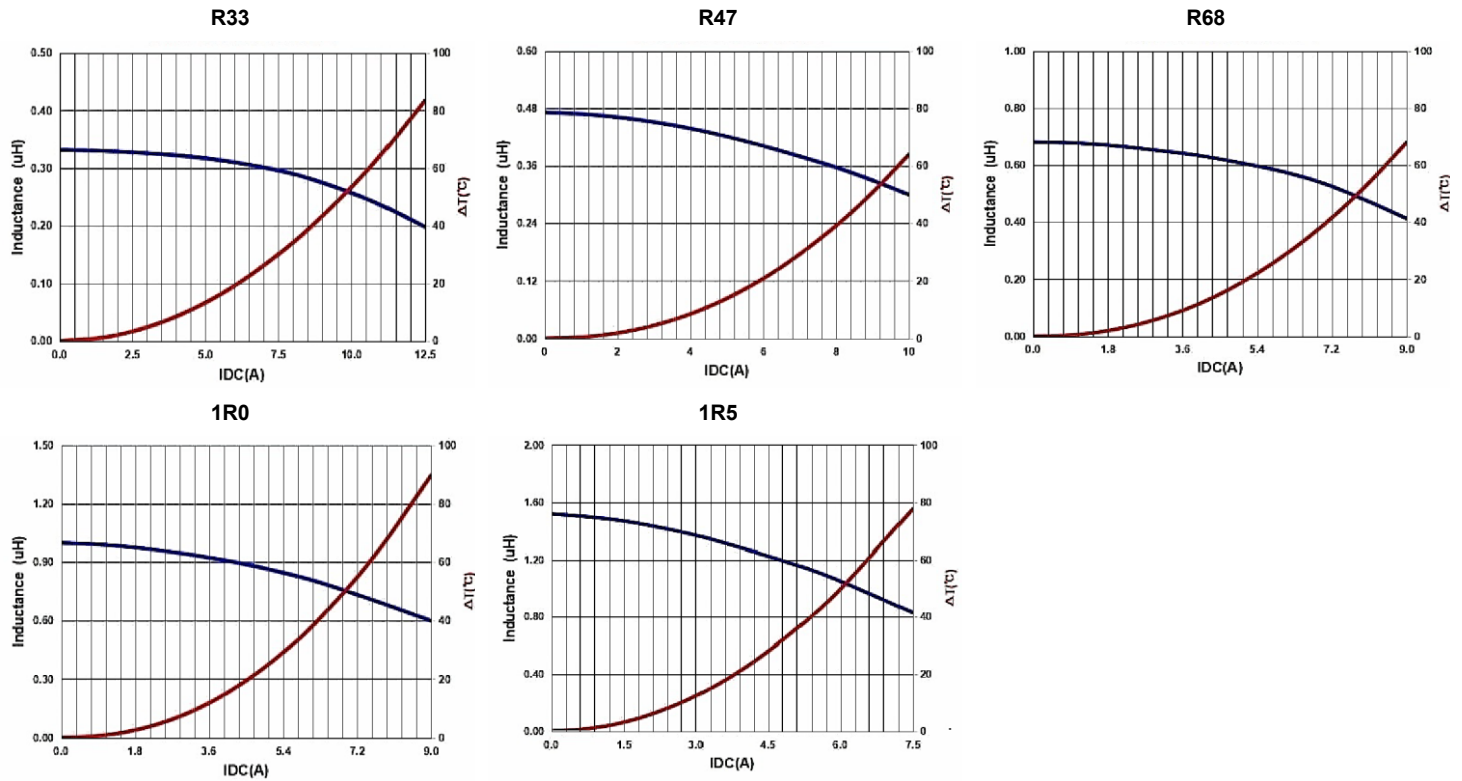 R33
0.50
0.40
0.30
0.20
0.10
0.00
Inductance (uH)
100
80
60
40
20
0
ΔT(℃)
0.0 2.5 5.0 7.5 10.0 12.5
IDC(A)
R47
0.60
0.48
0.36
0.24
0.12
0.00
Inductance (uH)
100
80
60
40
20
0
ΔT(℃)
0 2 4 6 8 10
IDC(A)
R68
1.00
0.80
0.60
0.40
0.20
0.00
Inductance (uH)
100
80
60
40
20
0
ΔT(℃)
0.0 1.8 3.6 5.4 7.2 9.0
IDC(A)
1R0
1.50
1.20
0.90
0.60
0.30
0.00
Inductance (uH)
100
80
60
40
20
0
ΔT(℃)
0.0 1.8 3.6 5.4 7.2 9.0
IDC(A)
1R5
2.00
1.60
1.20
0.80
0.40
0.00
Inductance (uH)
100
80
60
40
20
0
ΔT(℃)
0.0 1.5 3.0 4.5 6.0 7.5
IDC(A)